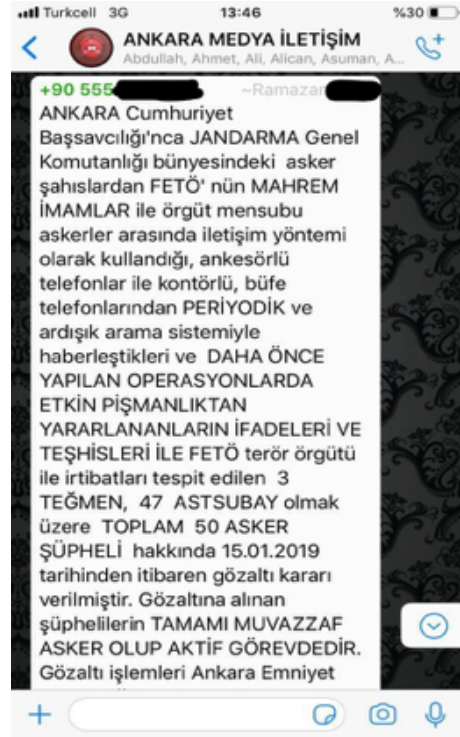 Turkcell 3G 13:46 %30
ANKARA MEDYA İLETİŞİM
Abdullah, Ahmet, Ali, Alican, Asuman, A...
+90 555 ~Ramazan
ANKARA Cumhuriyet
Başsavcılığı'nca JANDARMA Genel
Komutanlığı bünyesindeki asker
şahıslardan FETÖ' nün MAHREM
İMAMLAR ile örgüt mensubu
askerler arasında iletişim yöntemi
olarak kullandığı, ankesörlü
telefonlar ile kontörlü, büfe
telefonlarından PERİYODİK ve
ardışık arama sistemiyle
haberleştikleri ve DAHA ÖNCE
YAPILAN OPERASYONLARDA
ETKİN PİŞMANLIKTAN
YARARLANANLARIN İFADELERİ VE
TEŞHİSLERİ İLE FETÖ terör örgütü
ile irtibatları tespit edilen 3
TEĞMEN, 47 ASTSUBAY olmak
üzere TOPLAM 50 ASKER
ŞÜPHELİ hakkında 15.01.2019
tarihinden itibaren gözaltı kararı
verilmiştir. Gözaltına alınan
şüphelilerin TAMAMI MUVAZZAF
ASKER OLUP AKTİF GÖREVDEDİR.
Gözaltı işlemleri Ankara Emniyet